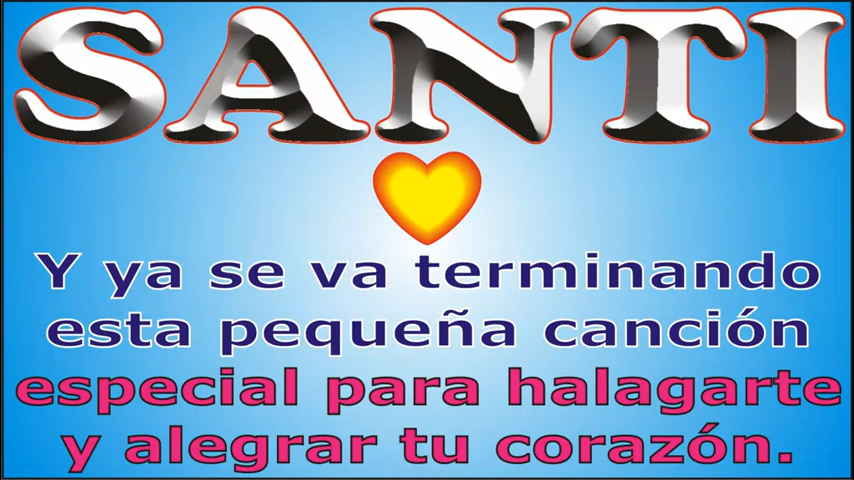 SANTI
Y ya se va terminando
esta pequeña canción
especial para halagarte
y alegrar tu corazón.